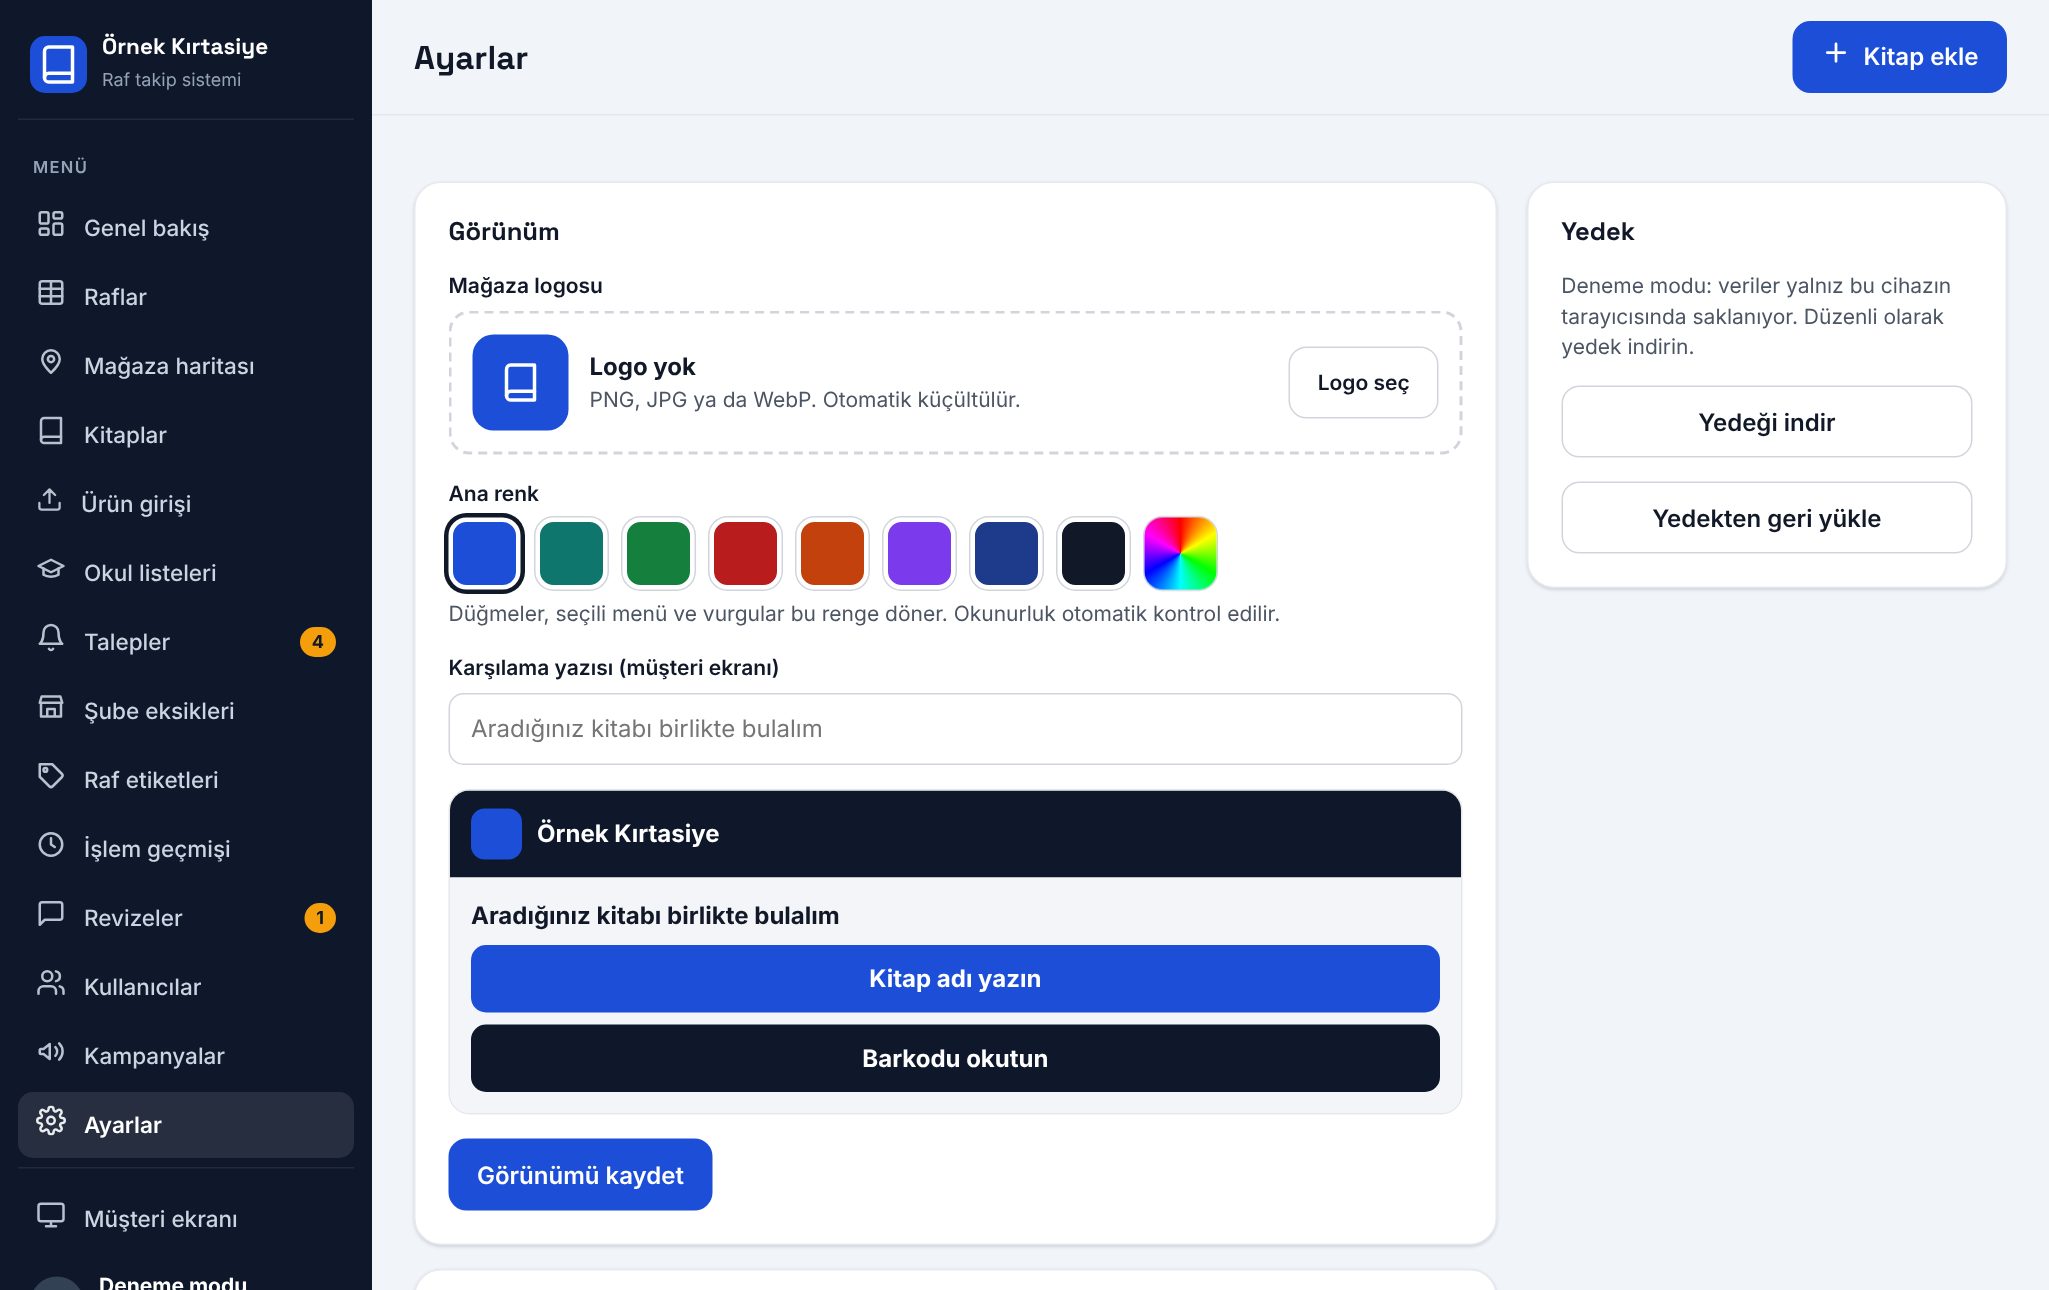 Örnek Kırtasiye
Raf takip sistemi
MENÜ
Genel bakış
Raflar
Mağaza haritası
Kitaplar
Ürün girişi
Okul listeleri
Talepler 4
Şube eksikleri
Raf etiketleri
İşlem geçmişi
Revizeler 1
Kullanıcılar
Kampanyalar
Ayarlar
Müşteri ekranı
Deneme modu
Ayarlar
Kitap ekle
Görünüm
Mağaza logosu
Logo yok
PNG, JPG ya da WebP. Otomatik küçültülür.
Logo seç
Ana renk
Düğmeler, seçili menü ve vurgular bu renge döner. Okunurluk otomatik kontrol edilir.
Karşılama yazısı (müşteri ekranı)
Aradığınız kitabı birlikte bulalım
Örnek Kırtasiye
Aradığınız kitabı birlikte bulalım
Kitap adı yazın
Barkodu okutun
Görünümü kaydet
Yedek
Deneme modu: veriler yalnız bu cihazın
tarayıcısında saklanıyor. Düzenli olarak
yedek indirin.
Yedeği indir
Yedekten geri yükle